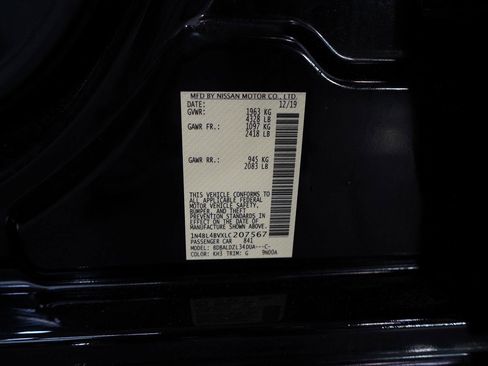 MFD BY NISSAN MOTOR CO., LTD.
DATE: 12/19
GVWR: 1963 KG
4328 LB
GAWR FR.: 1097 KG
2418 LB
GAWR RR.: 945 KG
2083 LB
THIS VEHICLE CONFORMS TO
ALL APPLICABLE FEDERAL
MOTOR VEHICLE SAFETY,
BUMPER, AND THEFT
PREVENTION STANDARDS
IN EFFECT ON THE DATE OF
MANUFACTURE SHOWN ABOVE.
1N4BL4BVXLC207567
PASSENGER CAR 841
MODEL: BDBALDZL34DUA---C-
COLOR: KH3 TRIM: G 9N00A